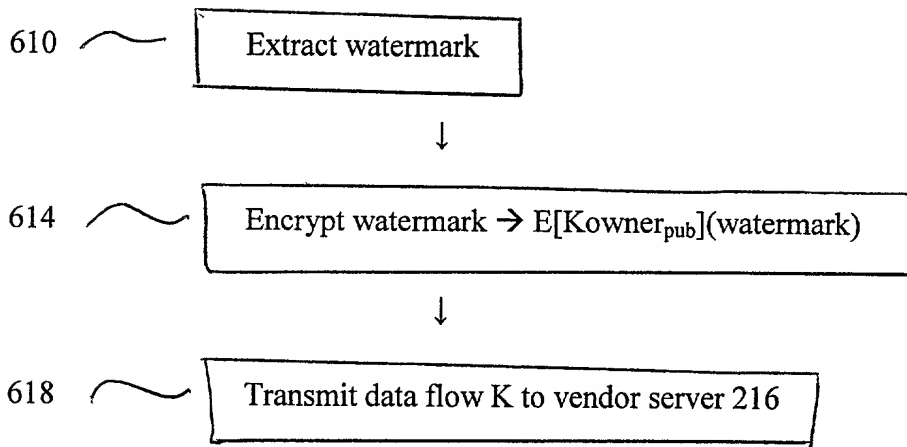 610 Extract watermark
↓
614 Encrypt watermark → E[Kowner_pub](watermark)
↓
618 Transmit data flow K to vendor server 216